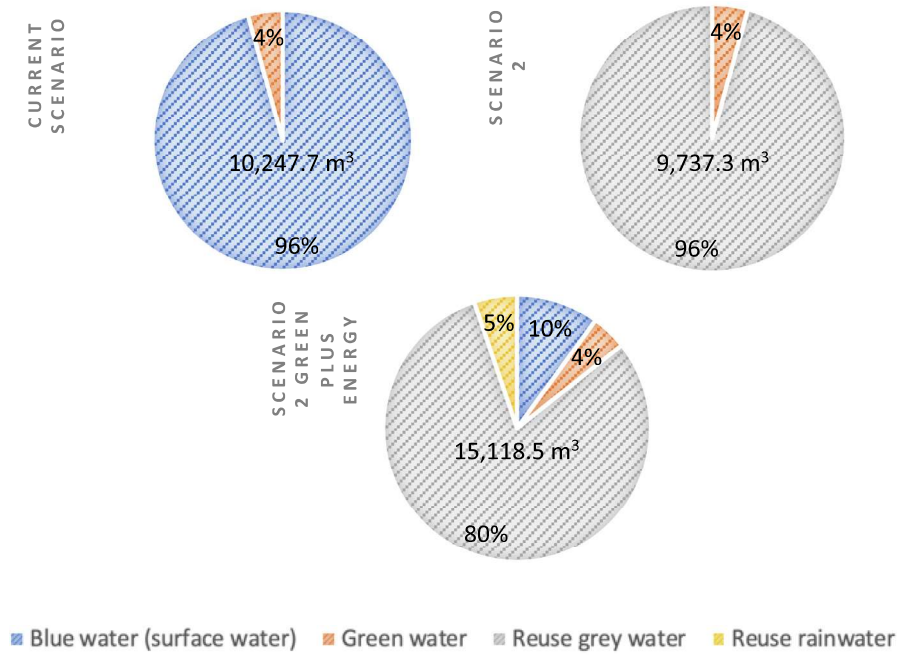 CURRENT
SCENARIO
4%
10,247.7 m³
96%
SCENARIO
2
4%
9,737.3 m³
96%
SCENARIO
2 GREEN
PLUS
ENERGY
5%
10%
4%
15,118.5 m³
80%
Blue water (surface water) Green water Reuse grey water Reuse rainwater